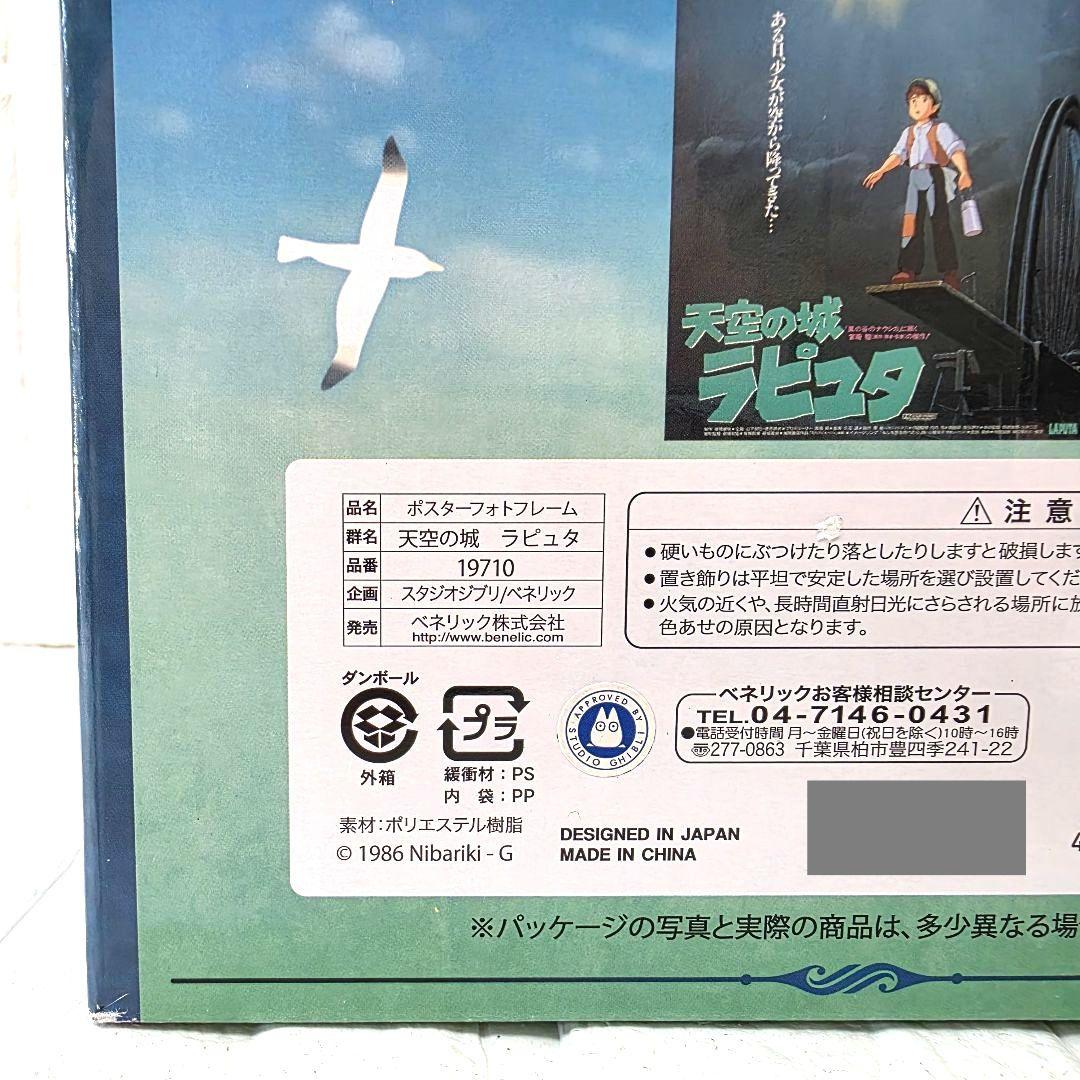 ある日、少女が空から降ってきた…
天空の城
ラピュタ
「風の谷のナウシカ」に続く
LAPUTA
品名 ポスターフォトフレーム
群名 天空の城 ラピュタ
品番 19710
企画 スタジオジブリ/ベネリック
発売 ベネリック株式会社
http://www.benelic.com
注意
●硬いものにぶつけたり落としたりしますと破損します
●置き飾りは平坦で安定した場所を選び設置してくだ
●火気の近くや、長時間直射日光にさらされる場所に放
色あせの原因となります。
ダンボール
外箱
プラ
緩衝材：PS
内 袋：PP
APPROVED BY
STUDIO GHIBLI
ベネリックお客様相談センター
TEL.04-7146-0431
●電話受付時間 月～金曜日(祝日を除く)10時～16時
〒277-0863 千葉県柏市豊四季241-22
素材：ポリエステル樹脂
© 1986 Nibariki - G
DESIGNED IN JAPAN
MADE IN CHINA
4
※パッケージの写真と実際の商品は、多少異なる場